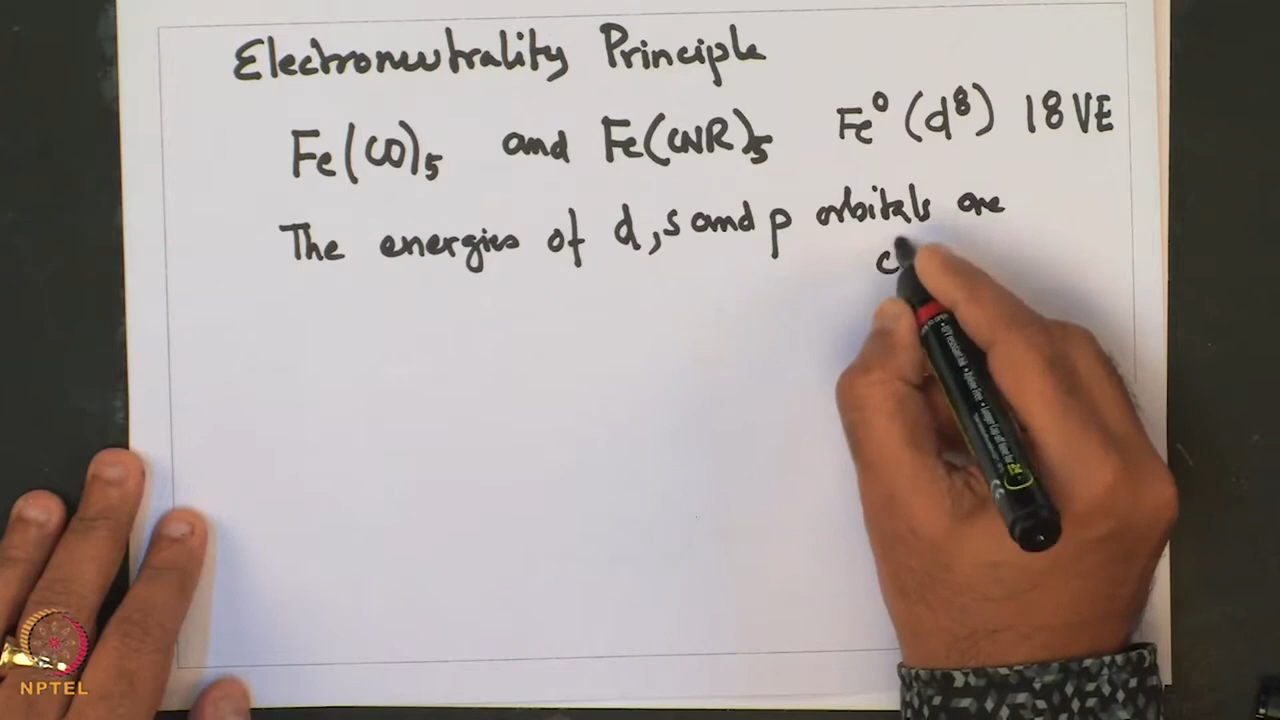 Electroneutrality Principle
Fe(CO)₅ and Fe(CNR)₅ Fe⁰ (d⁸) 18 VE
The energies of d, s and p orbitals are
c
NPTEL